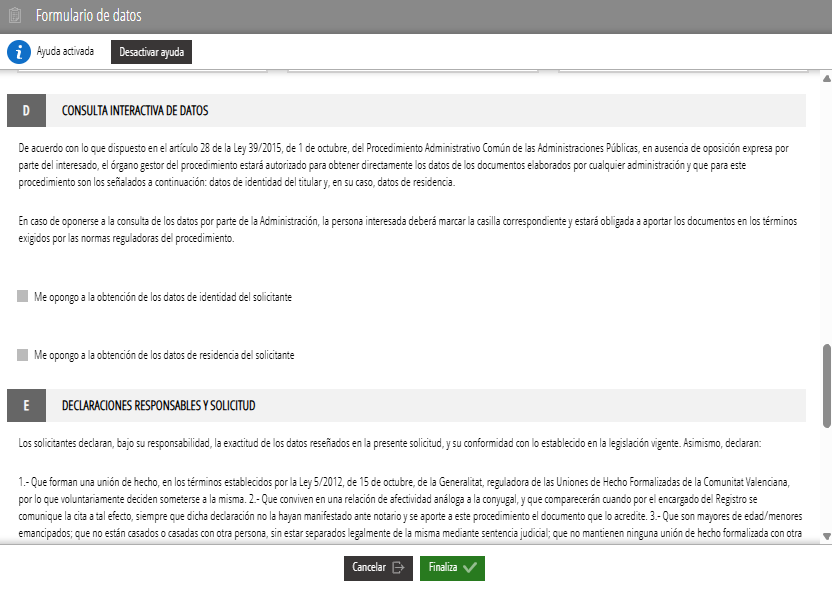 Formulario de datos
i Ayuda activada Desactivar ayuda
D CONSULTA INTERACTIVA DE DATOS
De acuerdo con lo que dispuesto en el artículo 28 de la Ley 39/2015, de 1 de octubre, del Procedimiento Administrativo Común de las Administraciones Públicas, en ausencia de oposición expresa por
parte del interesado, el órgano gestor del procedimiento estará autorizado para obtener directamente los datos de los documentos elaborados por cualquier administración y que para este
procedimiento son los señalados a continuación: datos de identidad del titular y, en su caso, datos de residencia.
En caso de oponerse a la consulta de los datos por parte de la Administración, la persona interesada deberá marcar la casilla correspondiente y estará obligada a aportar los documentos en los términos
exigidos por las normas reguladoras del procedimiento.
Me opongo a la obtención de los datos de identidad del solicitante
Me opongo a la obtención de los datos de residencia del solicitante
E DECLARACIONES RESPONSABLES Y SOLICITUD
Los solicitantes declaran, bajo su responsabilidad, la exactitud de los datos reseñados en la presente solicitud, y su conformidad con lo establecido en la legislación vigente. Asimismo, declaran:
1.- Que forman una unión de hecho, en los términos establecidos por la Ley 5/2012, de 15 de octubre, de la Generalitat, reguladora de las Uniones de Hecho Formalizadas de la Comunitat Valenciana,
por lo que voluntariamente deciden someterse a la misma. 2.- Que conviven en una relación de afectividad análoga a la conyugal, y que comparecerán cuando por el encargado del Registro se
comunique la cita a tal efecto, siempre que dicha declaración no la hayan manifestado ante notario y se aporte a este procedimiento el documento que lo acredite. 3.- Que son mayores de edad/menores
emancipados; que no están casados o casadas con otra persona, sin estar separados legalmente de la misma mediante sentencia judicial; que no mantienen ninguna unión de hecho formalizada con otra
Cancelar Finaliza